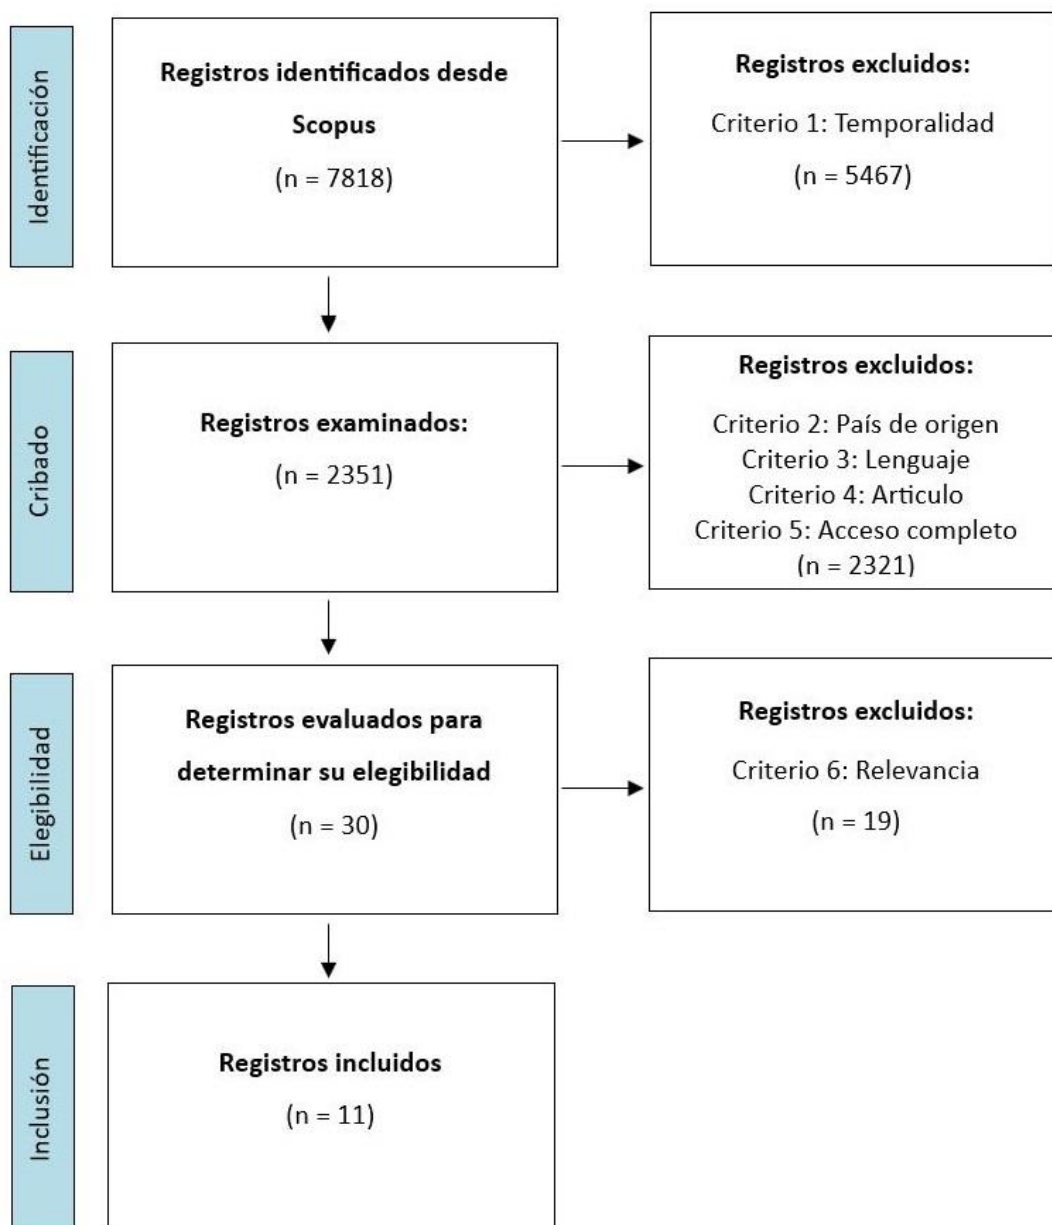 Identificación
Registros identificados desde
Scopus
(n = 7818)
Registros excluidos:
Criterio 1: Temporalidad
(n = 5467)
Cribado
Registros examinados:
(n = 2351)
Registros excluidos:
Criterio 2: País de origen
Criterio 3: Lenguaje
Criterio 4: Articulo
Criterio 5: Acceso completo
(n = 2321)
Elegibilidad
Registros evaluados para
determinar su elegibilidad
(n = 30)
Registros excluidos:
Criterio 6: Relevancia
(n = 19)
Inclusión
Registros incluidos
(n = 11)